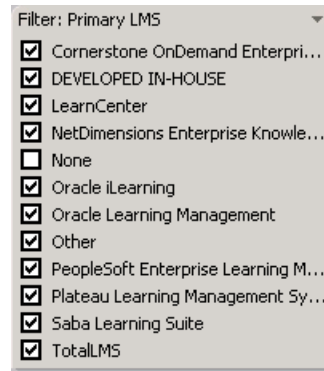 Filter: Primary LMS
Cornerstone OnDemand Enterpri...
DEVELOPED IN-HOUSE
LearnCenter
NetDimensions Enterprise Knowle...
None
Oracle iLearning
Oracle Learning Management
Other
PeopleSoft Enterprise Learning M...
Plateau Learning Management Sy...
Saba Learning Suite
TotalLMS